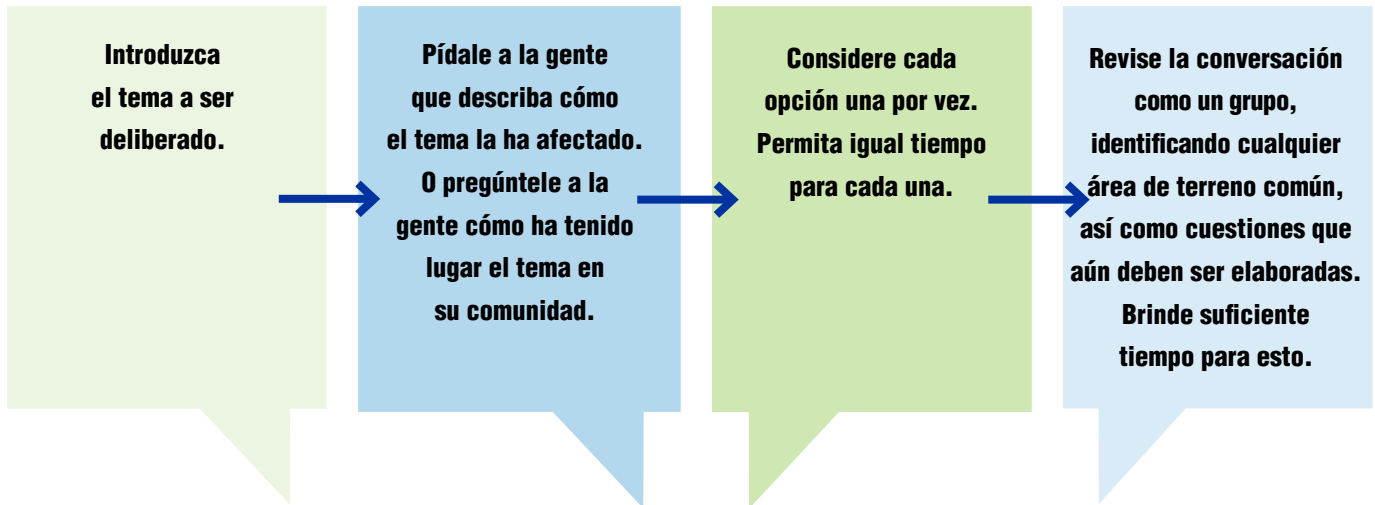 Introduzca
el tema a ser
deliberado.
Pídale a la gente
que describa cómo
el tema la ha afectado.
O pregúntele a la
gente cómo ha tenido
lugar el tema en
su comunidad.
Considere cada
opción una por vez.
Permita igual tiempo
para cada una.
Revise la conversación
como un grupo,
identificando cualquier
área de terreno común,
así como cuestiones que
aún deben ser elaboradas.
Brinde suficiente
tiempo para esto.